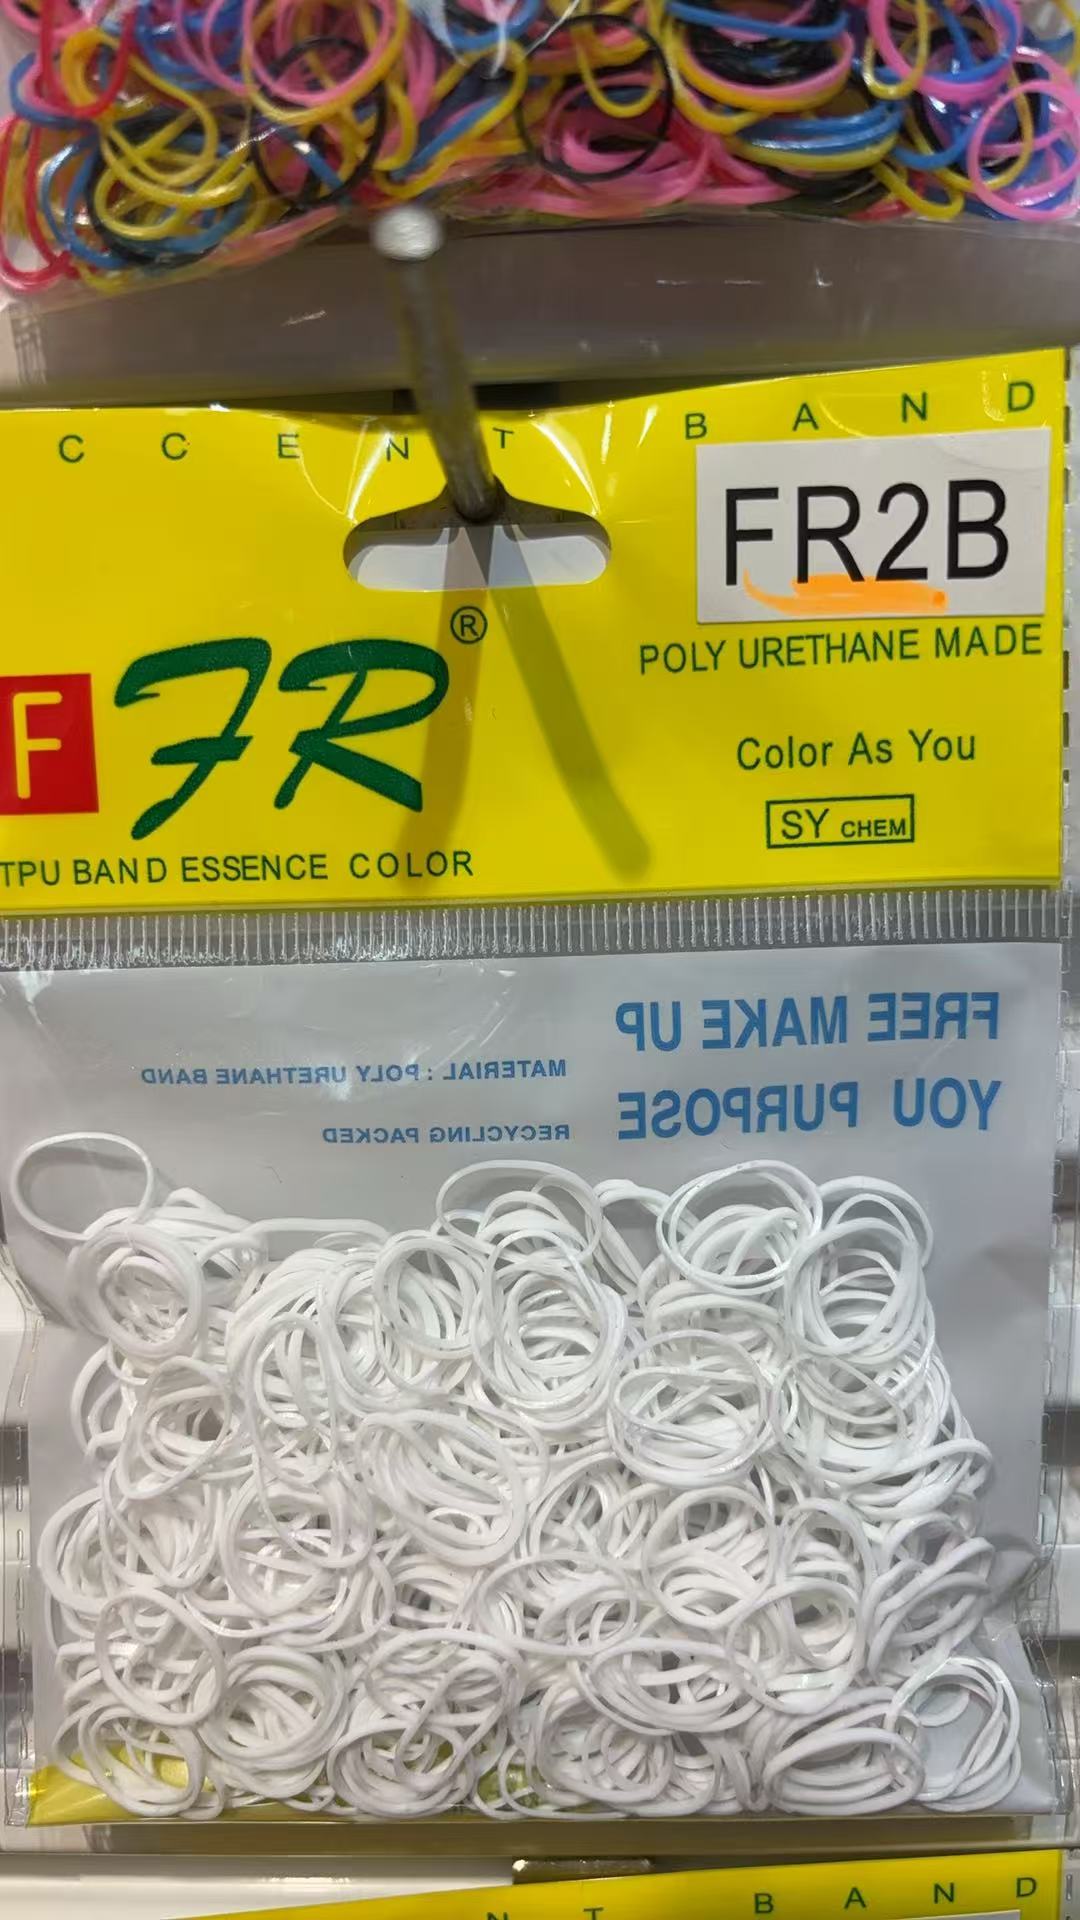 CCENT BAND
FR2B
POLY URETHANE MADE
Color As You
SY CHEM
F FR®
TPU BAND ESSENCE COLOR
FREE MAKE UP
YOU PURPOSE
MATERIAL : POLY URETHANE BAND
RECYCLING PACKED
NT BAND